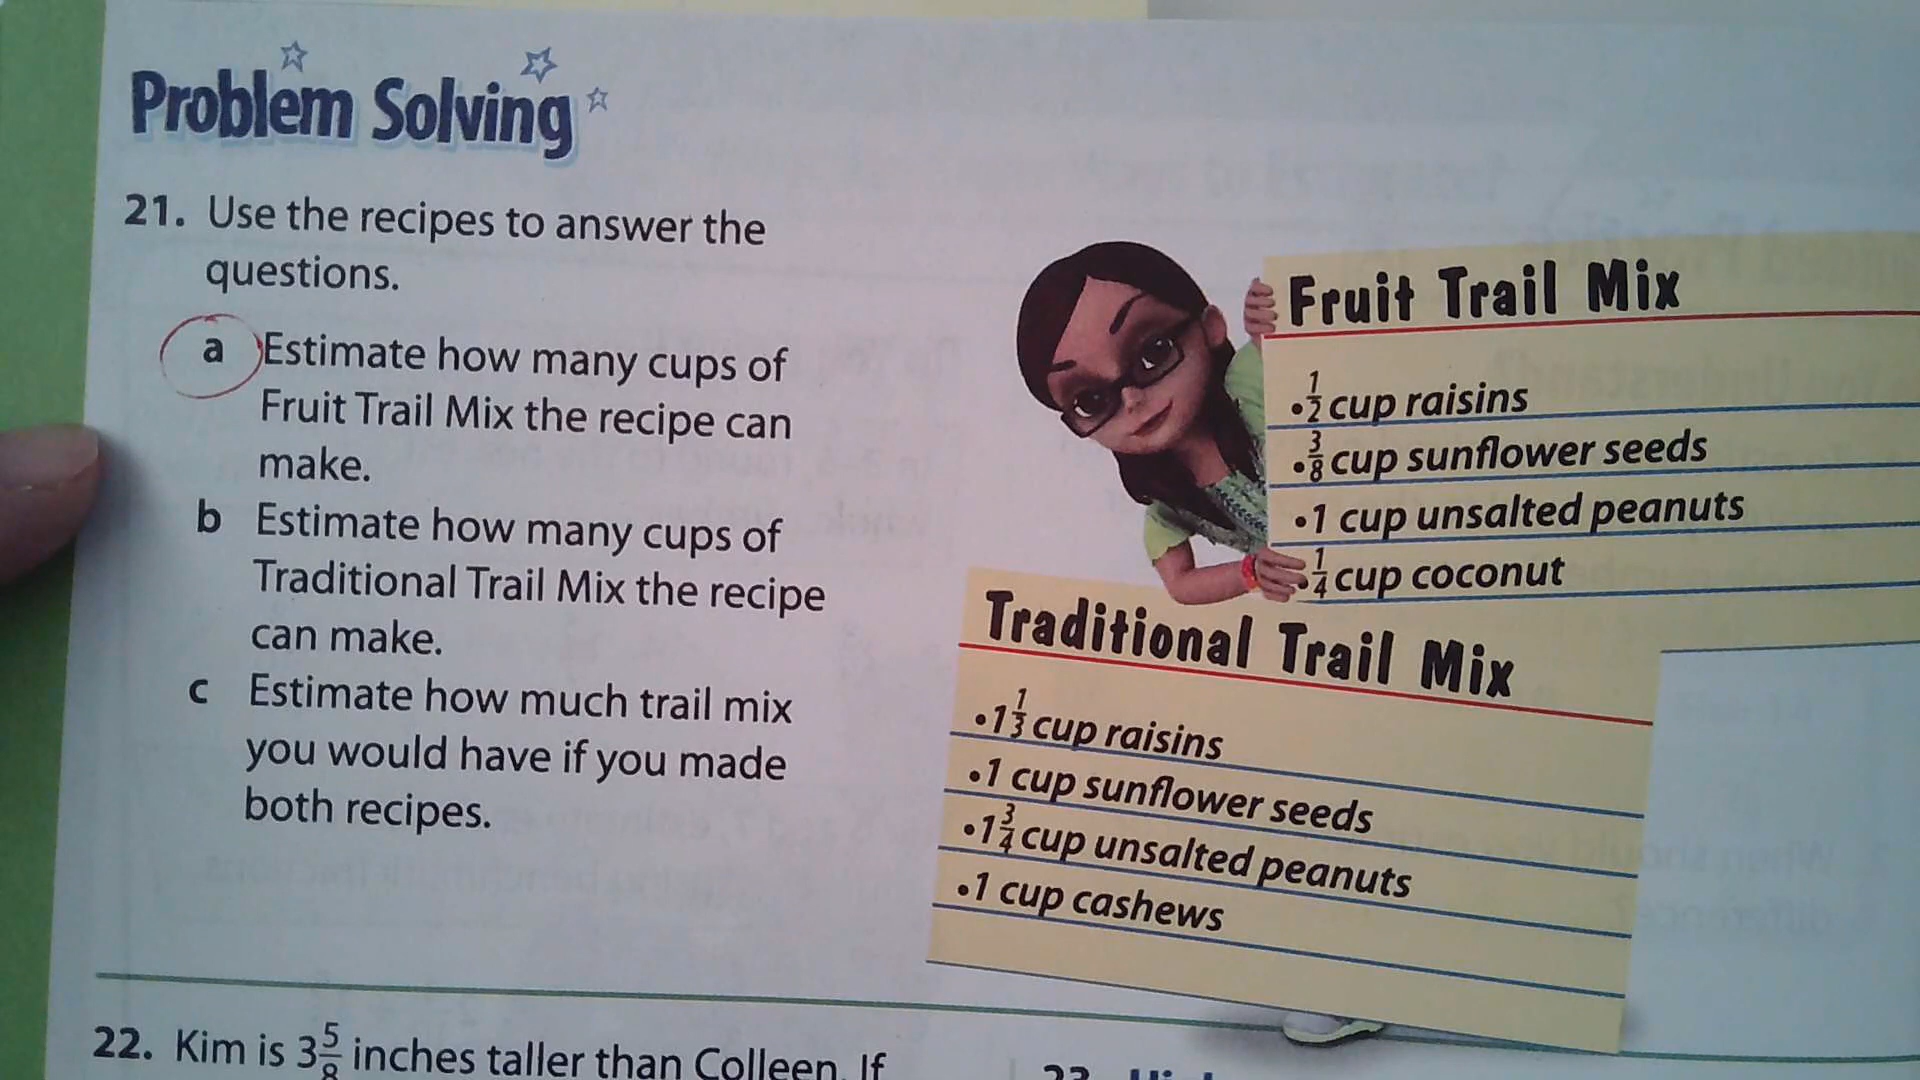 Problem Solving
21. Use the recipes to answer the
questions.
a Estimate how many cups of
Fruit Trail Mix the recipe can
make.
b Estimate how many cups of
Traditional Trail Mix the recipe
can make.
c Estimate how much trail mix
you would have if you made
both recipes.
Fruit Trail Mix
•1/2 cup raisins
•3/8 cup sunflower seeds
•1 cup unsalted peanuts
•1/4 cup coconut
Traditional Trail Mix
•1 1/3 cup raisins
•1 cup sunflower seeds
•1 3/4 cup unsalted peanuts
•1 cup cashews
22. Kim is 3 5/8 inches taller than Colleen. If